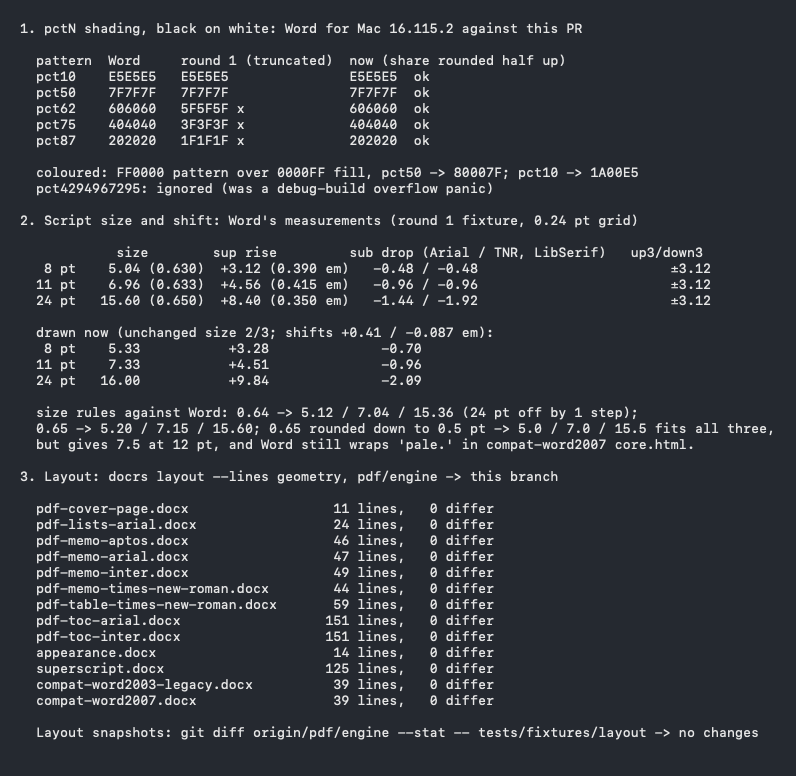 1. pctN shading, black on white: Word for Mac 16.115.2 against this PR
pattern  Word     round 1 (truncated)  now (share rounded half up)
pct10    E5E5E5   E5E5E5               E5E5E5  ok
pct50    7F7F7F   7F7F7F               7F7F7F  ok
pct62    606060   5F5F5F x             606060  ok
pct75    404040   3F3F3F x             404040  ok
pct87    202020   1F1F1F x             202020  ok
coloured: FF0000 pattern over 0000FF fill, pct50 -> 80007F; pct10 -> 1A00E5
pct4294967295: ignored (was a debug-build overflow panic)
2. Script size and shift: Word's measurements (round 1 fixture, 0.24 pt grid)
size        sup rise         sub drop (Arial / TNR, LibSerif)   up3/down3
8 pt    5.04 (0.630)  +3.12 (0.390 em)   -0.48 / -0.48                        ±3.12
11 pt    6.96 (0.633)  +4.56 (0.415 em)   -0.96 / -0.96                        ±3.12
24 pt   15.60 (0.650)  +8.40 (0.350 em)   -1.44 / -1.92                        ±3.12
drawn now (unchanged size 2/3; shifts +0.41 / -0.087 em):
8 pt    5.33           +3.28              -0.70
11 pt    7.33           +4.51              -0.96
24 pt   16.00           +9.84              -2.09
size rules against Word: 0.64 -> 5.12 / 7.04 / 15.36 (24 pt off by 1 step);
0.65 -> 5.20 / 7.15 / 15.60; 0.65 rounded down to 0.5 pt -> 5.0 / 7.0 / 15.5 fits all three,
but gives 7.5 at 12 pt, and Word still wraps 'pale.' in compat-word2007 core.html.
3. Layout: docrs layout --lines geometry, pdf/engine -> this branch
pdf-cover-page.docx                  11 lines,   0 differ
pdf-lists-arial.docx                 24 lines,   0 differ
pdf-memo-aptos.docx                  46 lines,   0 differ
pdf-memo-arial.docx                  47 lines,   0 differ
pdf-memo-inter.docx                  49 lines,   0 differ
pdf-memo-times-new-roman.docx        44 lines,   0 differ
pdf-table-times-new-roman.docx       59 lines,   0 differ
pdf-toc-arial.docx                  151 lines,   0 differ
pdf-toc-inter.docx                  151 lines,   0 differ
appearance.docx                      14 lines,   0 differ
superscript.docx                    125 lines,   0 differ
compat-word2003-legacy.docx          39 lines,   0 differ
compat-word2007.docx                 39 lines,   0 differ
Layout snapshots: git diff origin/pdf/engine --stat -- tests/fixtures/layout -> no changes